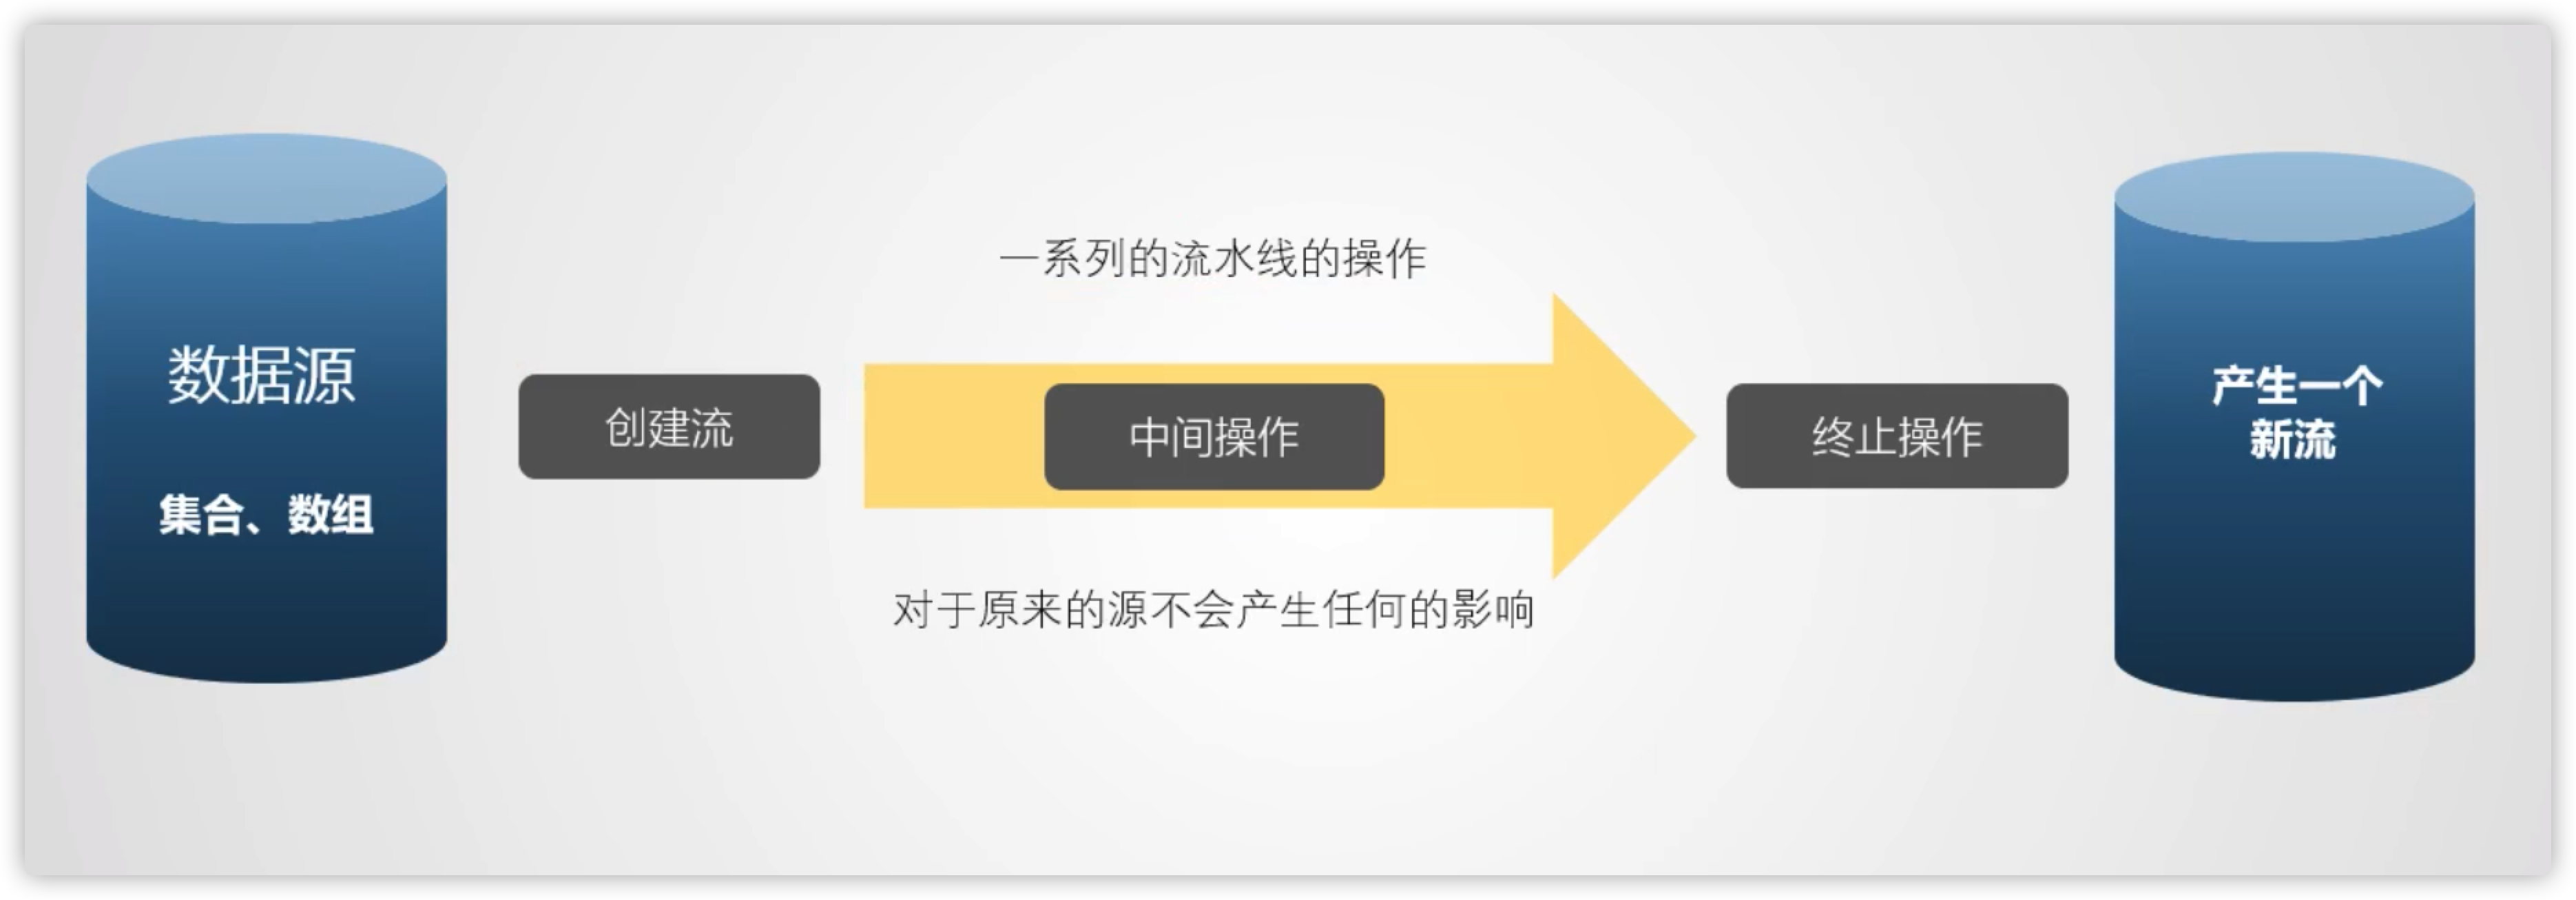 数据源
集合、数组
创建流
一系列的流水线的操作
中间操作
对于原来的源不会产生任何的影响
终止操作
产生一个
新流